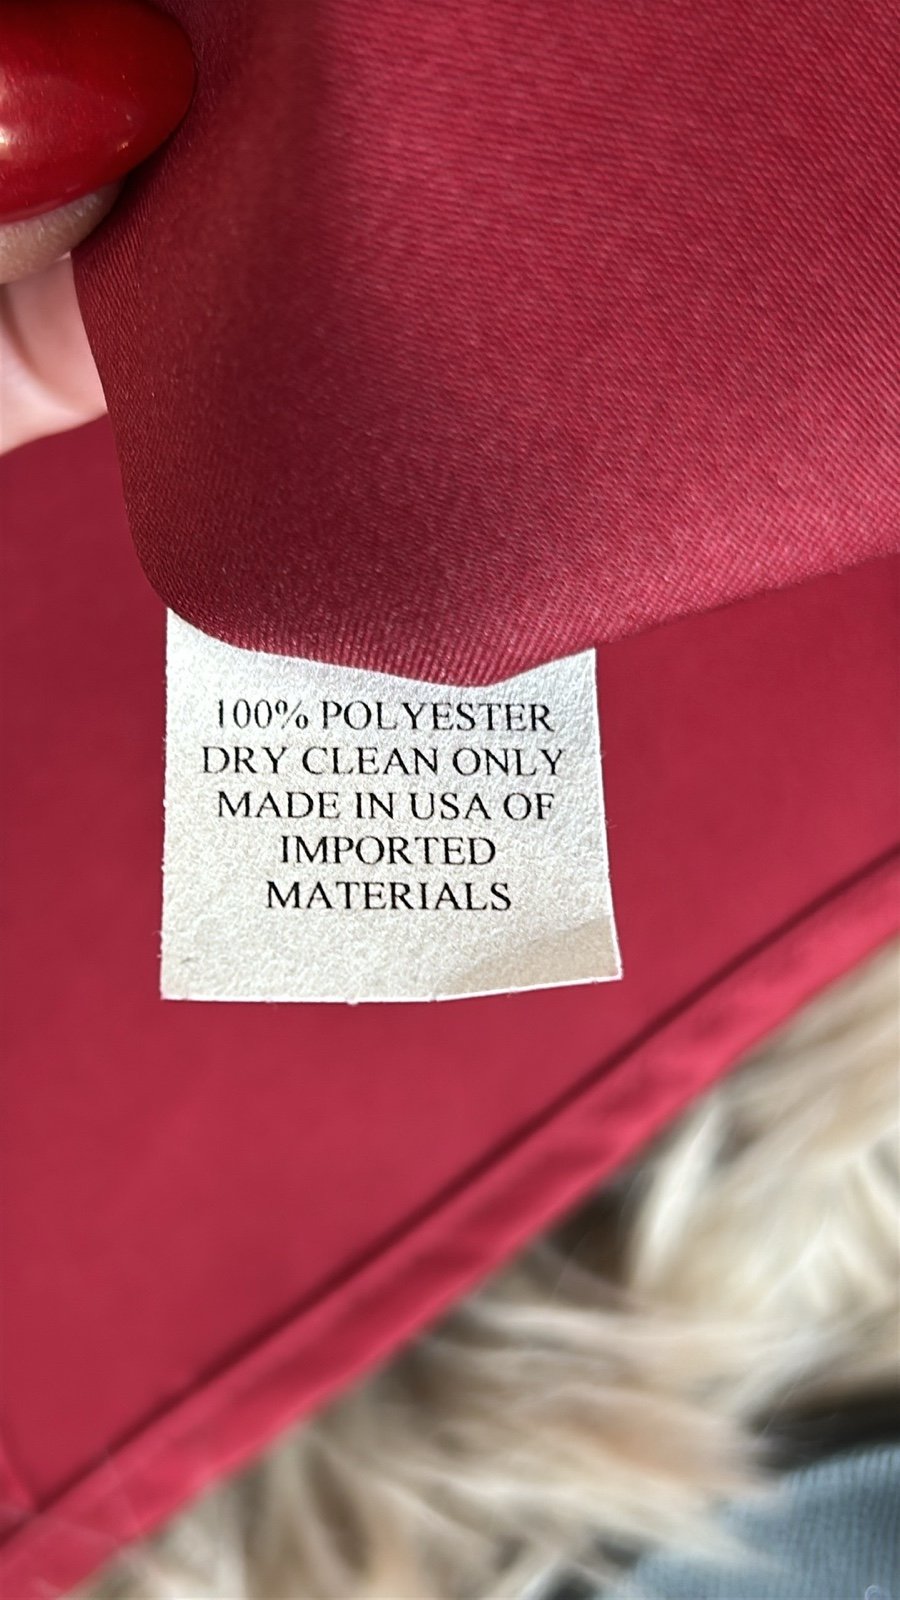 100% POLYESTER
DRY CLEAN ONLY
MADE IN USA OF
IMPORTED
MATERIALS